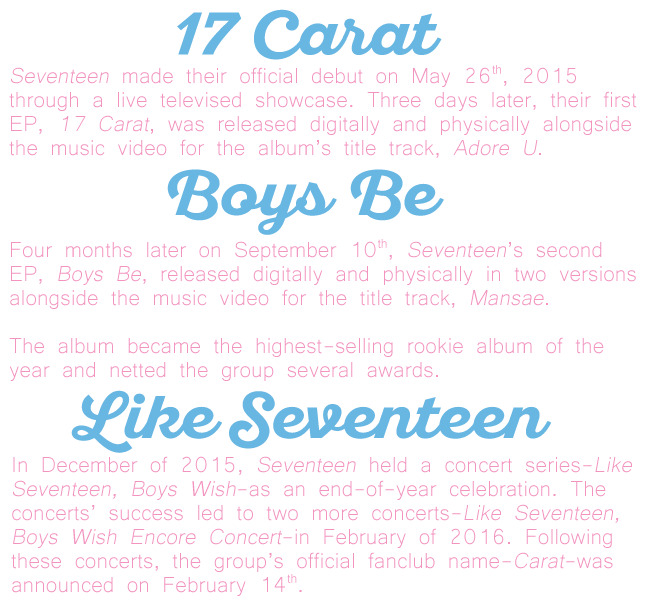 17 Carat
Seventeen made their official debut on May 26th, 2015
through a live televised showcase. Three days later, their first
EP, 17 Carat, was released digitally and physically alongside
the music video for the album's title track, Adore U.
Boys Be
Four months later on September 10th, Seventeen's second
EP, Boys Be, released digitally and physically in two versions
alongside the music video for the title track, Mansae.
The album became the highest-selling rookie album of the
year and netted the group several awards.
Like Seventeen
In December of 2015, Seventeen held a concert series-Like
Seventeen, Boys Wish-as an end-of-year celebration. The
concerts' success led to two more concerts-Like Seventeen,
Boys Wish Encore Concert-in February of 2016. Following
these concerts, the group's official fanclub name-Carat-was
announced on February 14th.